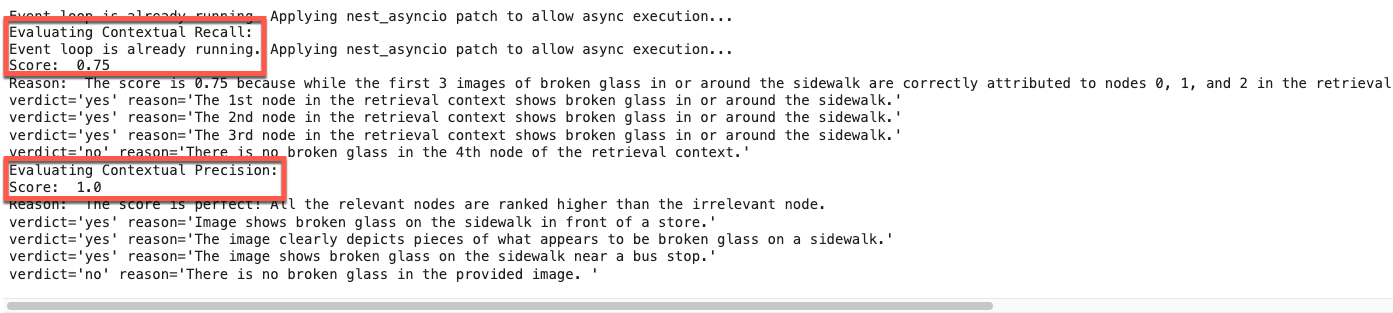 Event loop is already running. Applying nest_asyncio patch to allow async execution...
Evaluating Contextual Recall:
Event loop is already running. Applying nest_asyncio patch to allow async execution...
Score:  0.75
Reason:  The score is 0.75 because while the first 3 images of broken glass in or around the sidewalk are correctly attributed to nodes 0, 1, and 2 in the retrieval
verdict='yes' reason='The 1st node in the retrieval context shows broken glass in or around the sidewalk.'
verdict='yes' reason='The 2nd node in the retrieval context shows broken glass in or around the sidewalk.'
verdict='yes' reason='The 3rd node in the retrieval context shows broken glass in or around the sidewalk.'
verdict='no' reason='There is no broken glass in the 4th node of the retrieval context.'
Evaluating Contextual Precision:
Score:  1.0
Reason:  The score is perfect! All the relevant nodes are ranked higher than the irrelevant node.
verdict='yes' reason='Image shows broken glass on the sidewalk in front of a store.'
verdict='yes' reason='The image clearly depicts pieces of what appears to be broken glass on a sidewalk.'
verdict='yes' reason='The image shows broken glass on the sidewalk near a bus stop.'
verdict='no' reason='There is no broken glass in the provided image. '